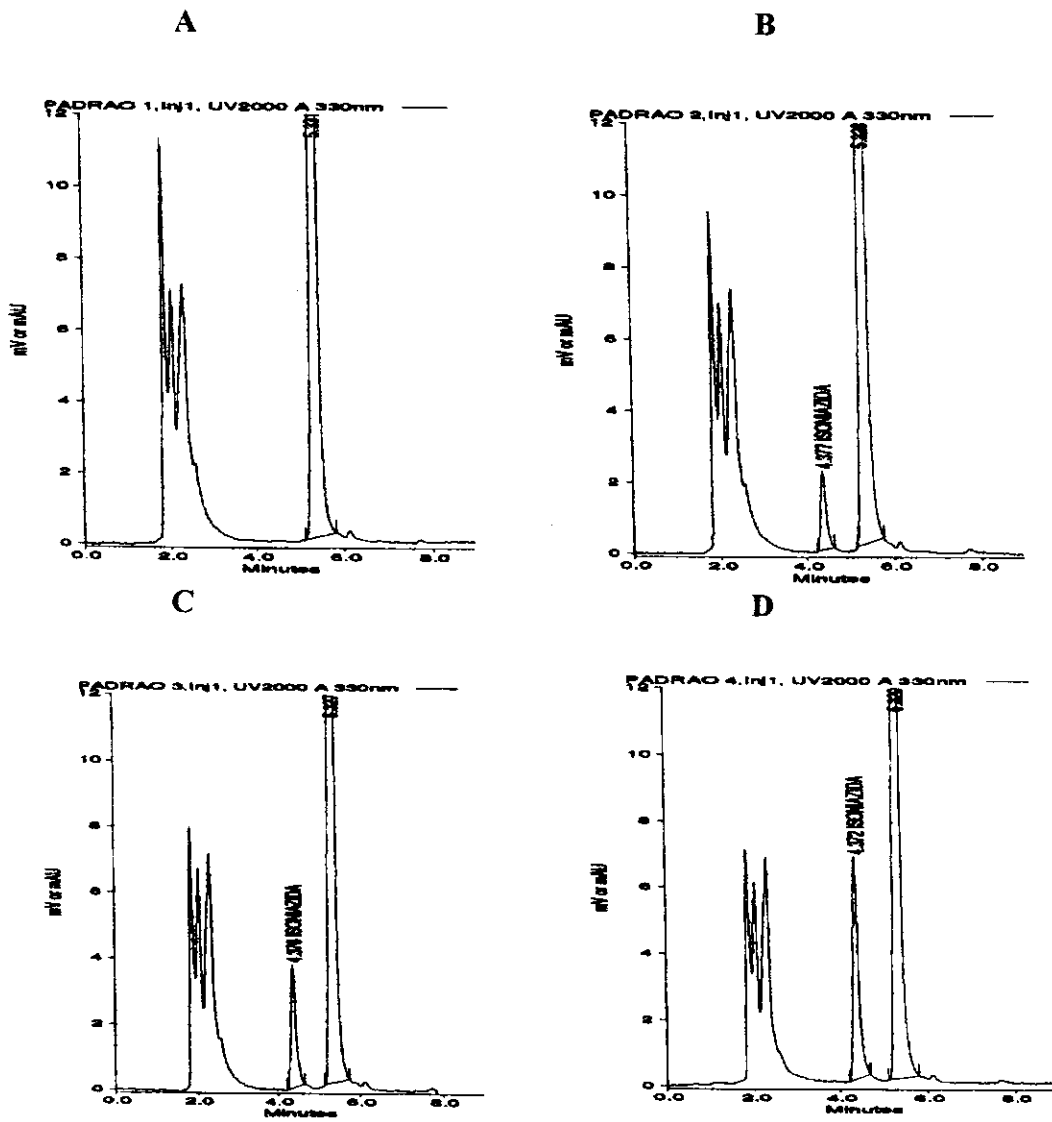 A
PADRAO 1,Inj1, UV2000 A 330nm
12
10
8
6
4
2
0
mV or mAU
5.331
0.0 2.0 4.0 6.0 8.0
Minutes
B
PADRAO 2,Inj1, UV2000 A 330nm
12
10
8
6
4
2
0
mV or mAU
4.377 ISONIAZIDA
0.0 2.0 4.0 6.0 8.0
Minutes
C
PADRAO 3,Inj1, UV2000 A 330nm
12
10
8
6
4
2
0
mV or mAU
ISONIAZIDA
5.327
0.0 2.0 4.0 6.0 8.0
Minutes
D
PADRAO 4,Inj1, UV2000 A 330nm
12
10
8
6
4
2
0
mV or mAU
4.372 ISONIAZIDA
0.0 2.0 4.0 6.0 8.0
Minutes